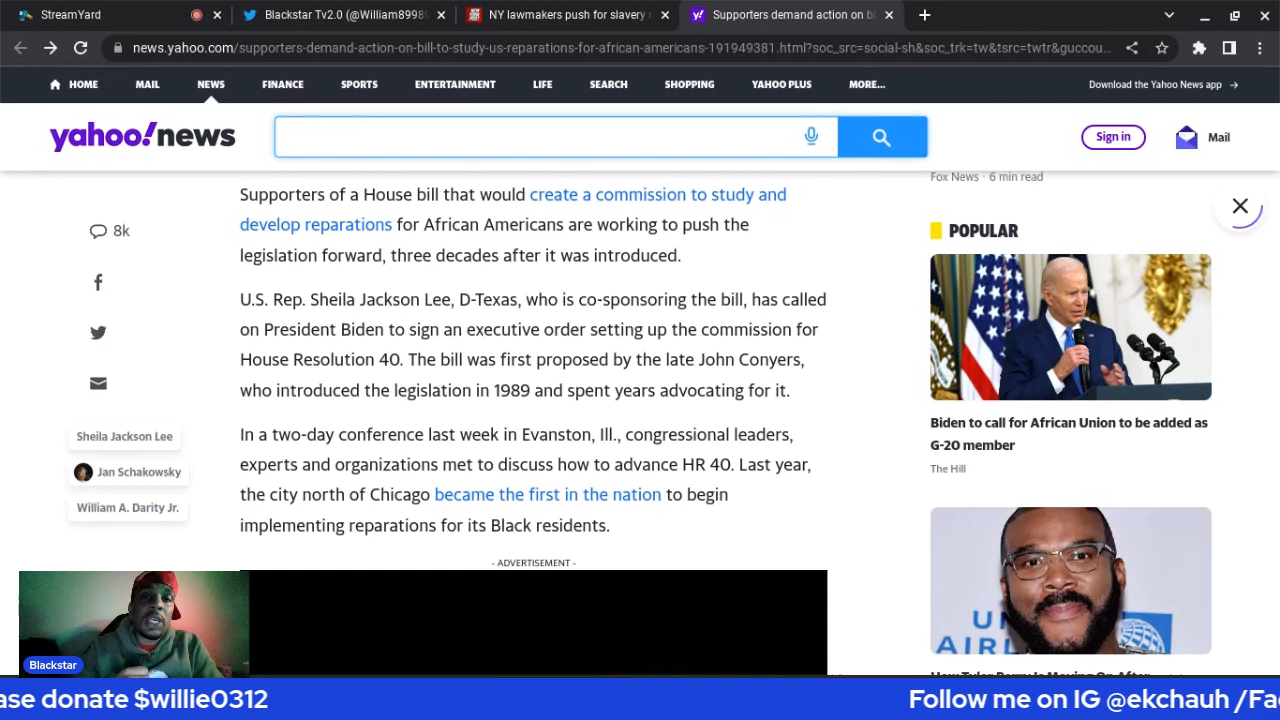 StreamYard
Blackstar Tv2.0 (@William8998
NY lawmakers push for slavery r
Supporters demand action on bi
news.yahoo.com/supporters-demand-action-on-bill-to-study-us-reparations-for-african-americans-191949381.html?soc_src=social-sh&soc_trk=tw&tsrc=twtr&guccou...
HOME MAIL NEWS FINANCE SPORTS ENTERTAINMENT LIFE SEARCH SHOPPING YAHOO PLUS MORE... Download the Yahoo News app →
yahoo!news
Sign in
Mail
Supporters of a House bill that would create a commission to study and
develop reparations for African Americans are working to push the
legislation forward, three decades after it was introduced.
U.S. Rep. Sheila Jackson Lee, D-Texas, who is co-sponsoring the bill, has called
on President Biden to sign an executive order setting up the commission for
House Resolution 40. The bill was first proposed by the late John Conyers,
who introduced the legislation in 1989 and spent years advocating for it.
In a two-day conference last week in Evanston, Ill., congressional leaders,
experts and organizations met to discuss how to advance HR 40. Last year,
the city north of Chicago became the first in the nation to begin
implementing reparations for its Black residents.
- ADVERTISEMENT -
8k
Sheila Jackson Lee
Jan Schakowsky
William A. Darity Jr.
Fox News · 6 min read
POPULAR
Biden to call for African Union to be added as
G-20 member
The Hill
UN
AIRL
How Tyler Perry Is Moving On After
Blackstar
ase donate $willie0312
Follow me on IG @ekchauh /Fac